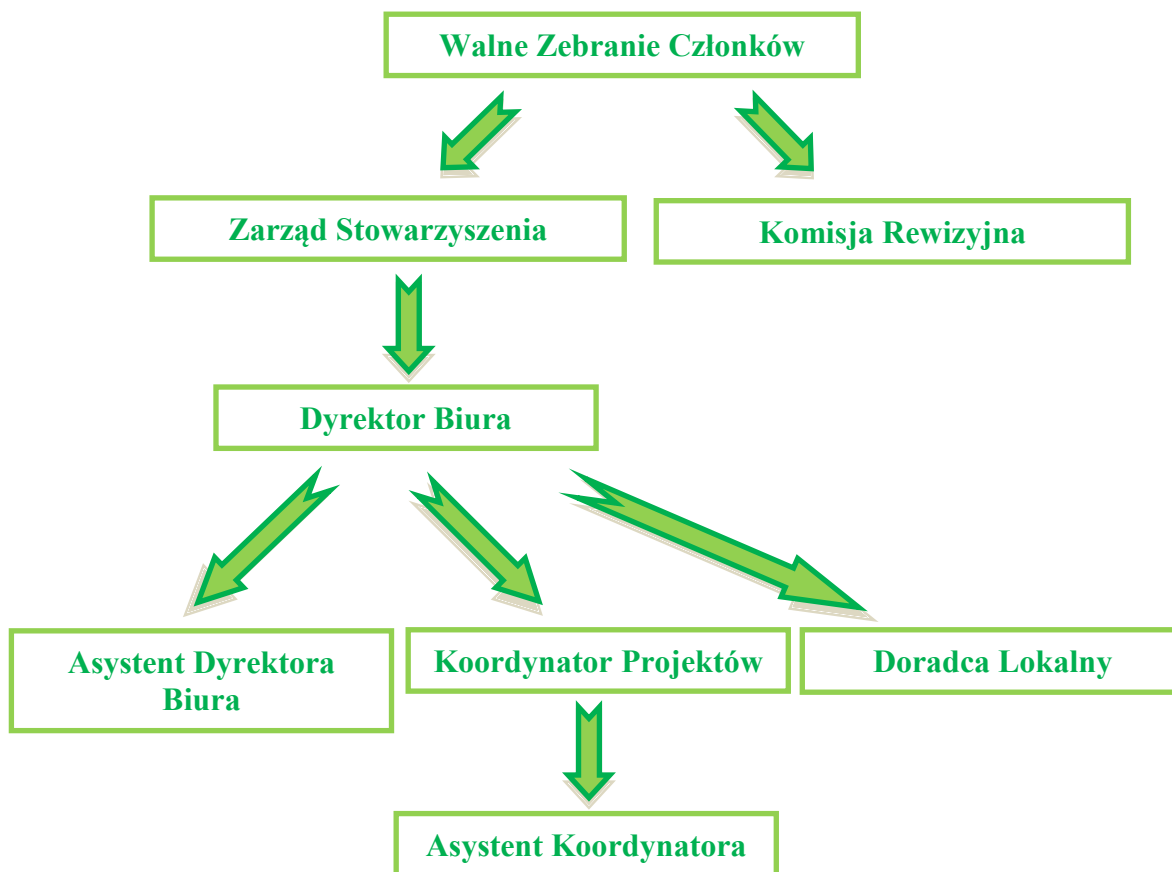 Walne Zebranie Członków
Zarząd Stowarzyszenia
Komisja Rewizyjna
Dyrektor Biura
Asystent Dyrektora
Biura
Koordynator Projektów
Doradca Lokalny
Asystent Koordynatora